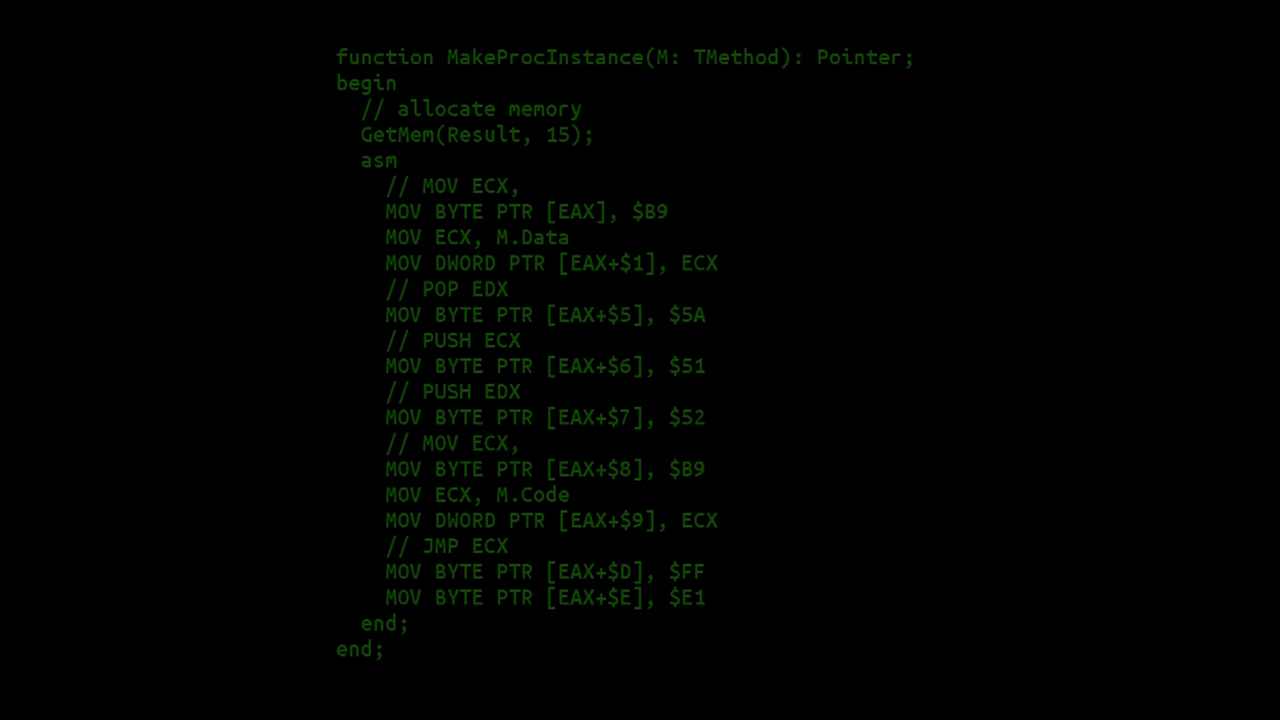 function MakeProcInstance(M: TMethod): Pointer;
begin
  // allocate memory
  GetMem(Result, 15);
  asm
    // MOV ECX,
    MOV BYTE PTR [EAX], $B9
    MOV ECX, M.Data
    MOV DWORD PTR [EAX+$1], ECX
    // POP EDX
    MOV BYTE PTR [EAX+$5], $5A
    // PUSH ECX
    MOV BYTE PTR [EAX+$6], $51
    // PUSH EDX
    MOV BYTE PTR [EAX+$7], $52
    // MOV ECX,
    MOV BYTE PTR [EAX+$8], $B9
    MOV ECX, M.Code
    MOV DWORD PTR [EAX+$9], ECX
    // JMP ECX
    MOV BYTE PTR [EAX+$D], $FF
    MOV BYTE PTR [EAX+$E], $E1
  end;
end;